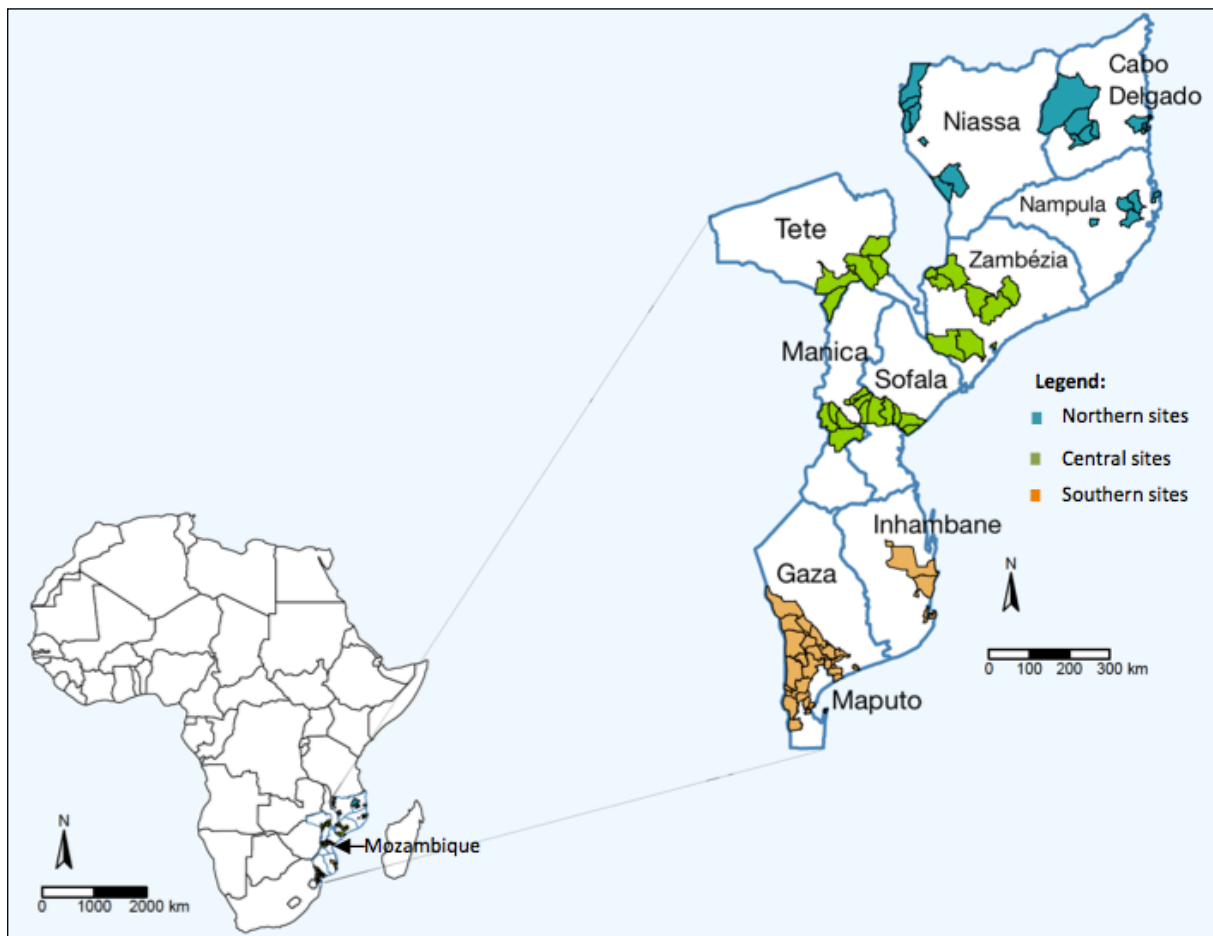 Cabo
Delgado
Niassa
Nampula
Tete
Zambézia
Manica
Sofala
Legend:
Northern sites
Central sites
Southern sites
Inhambane
Gaza
N
0 100 200 300 km
Maputo
N
Mozambique
0 1000 2000 km